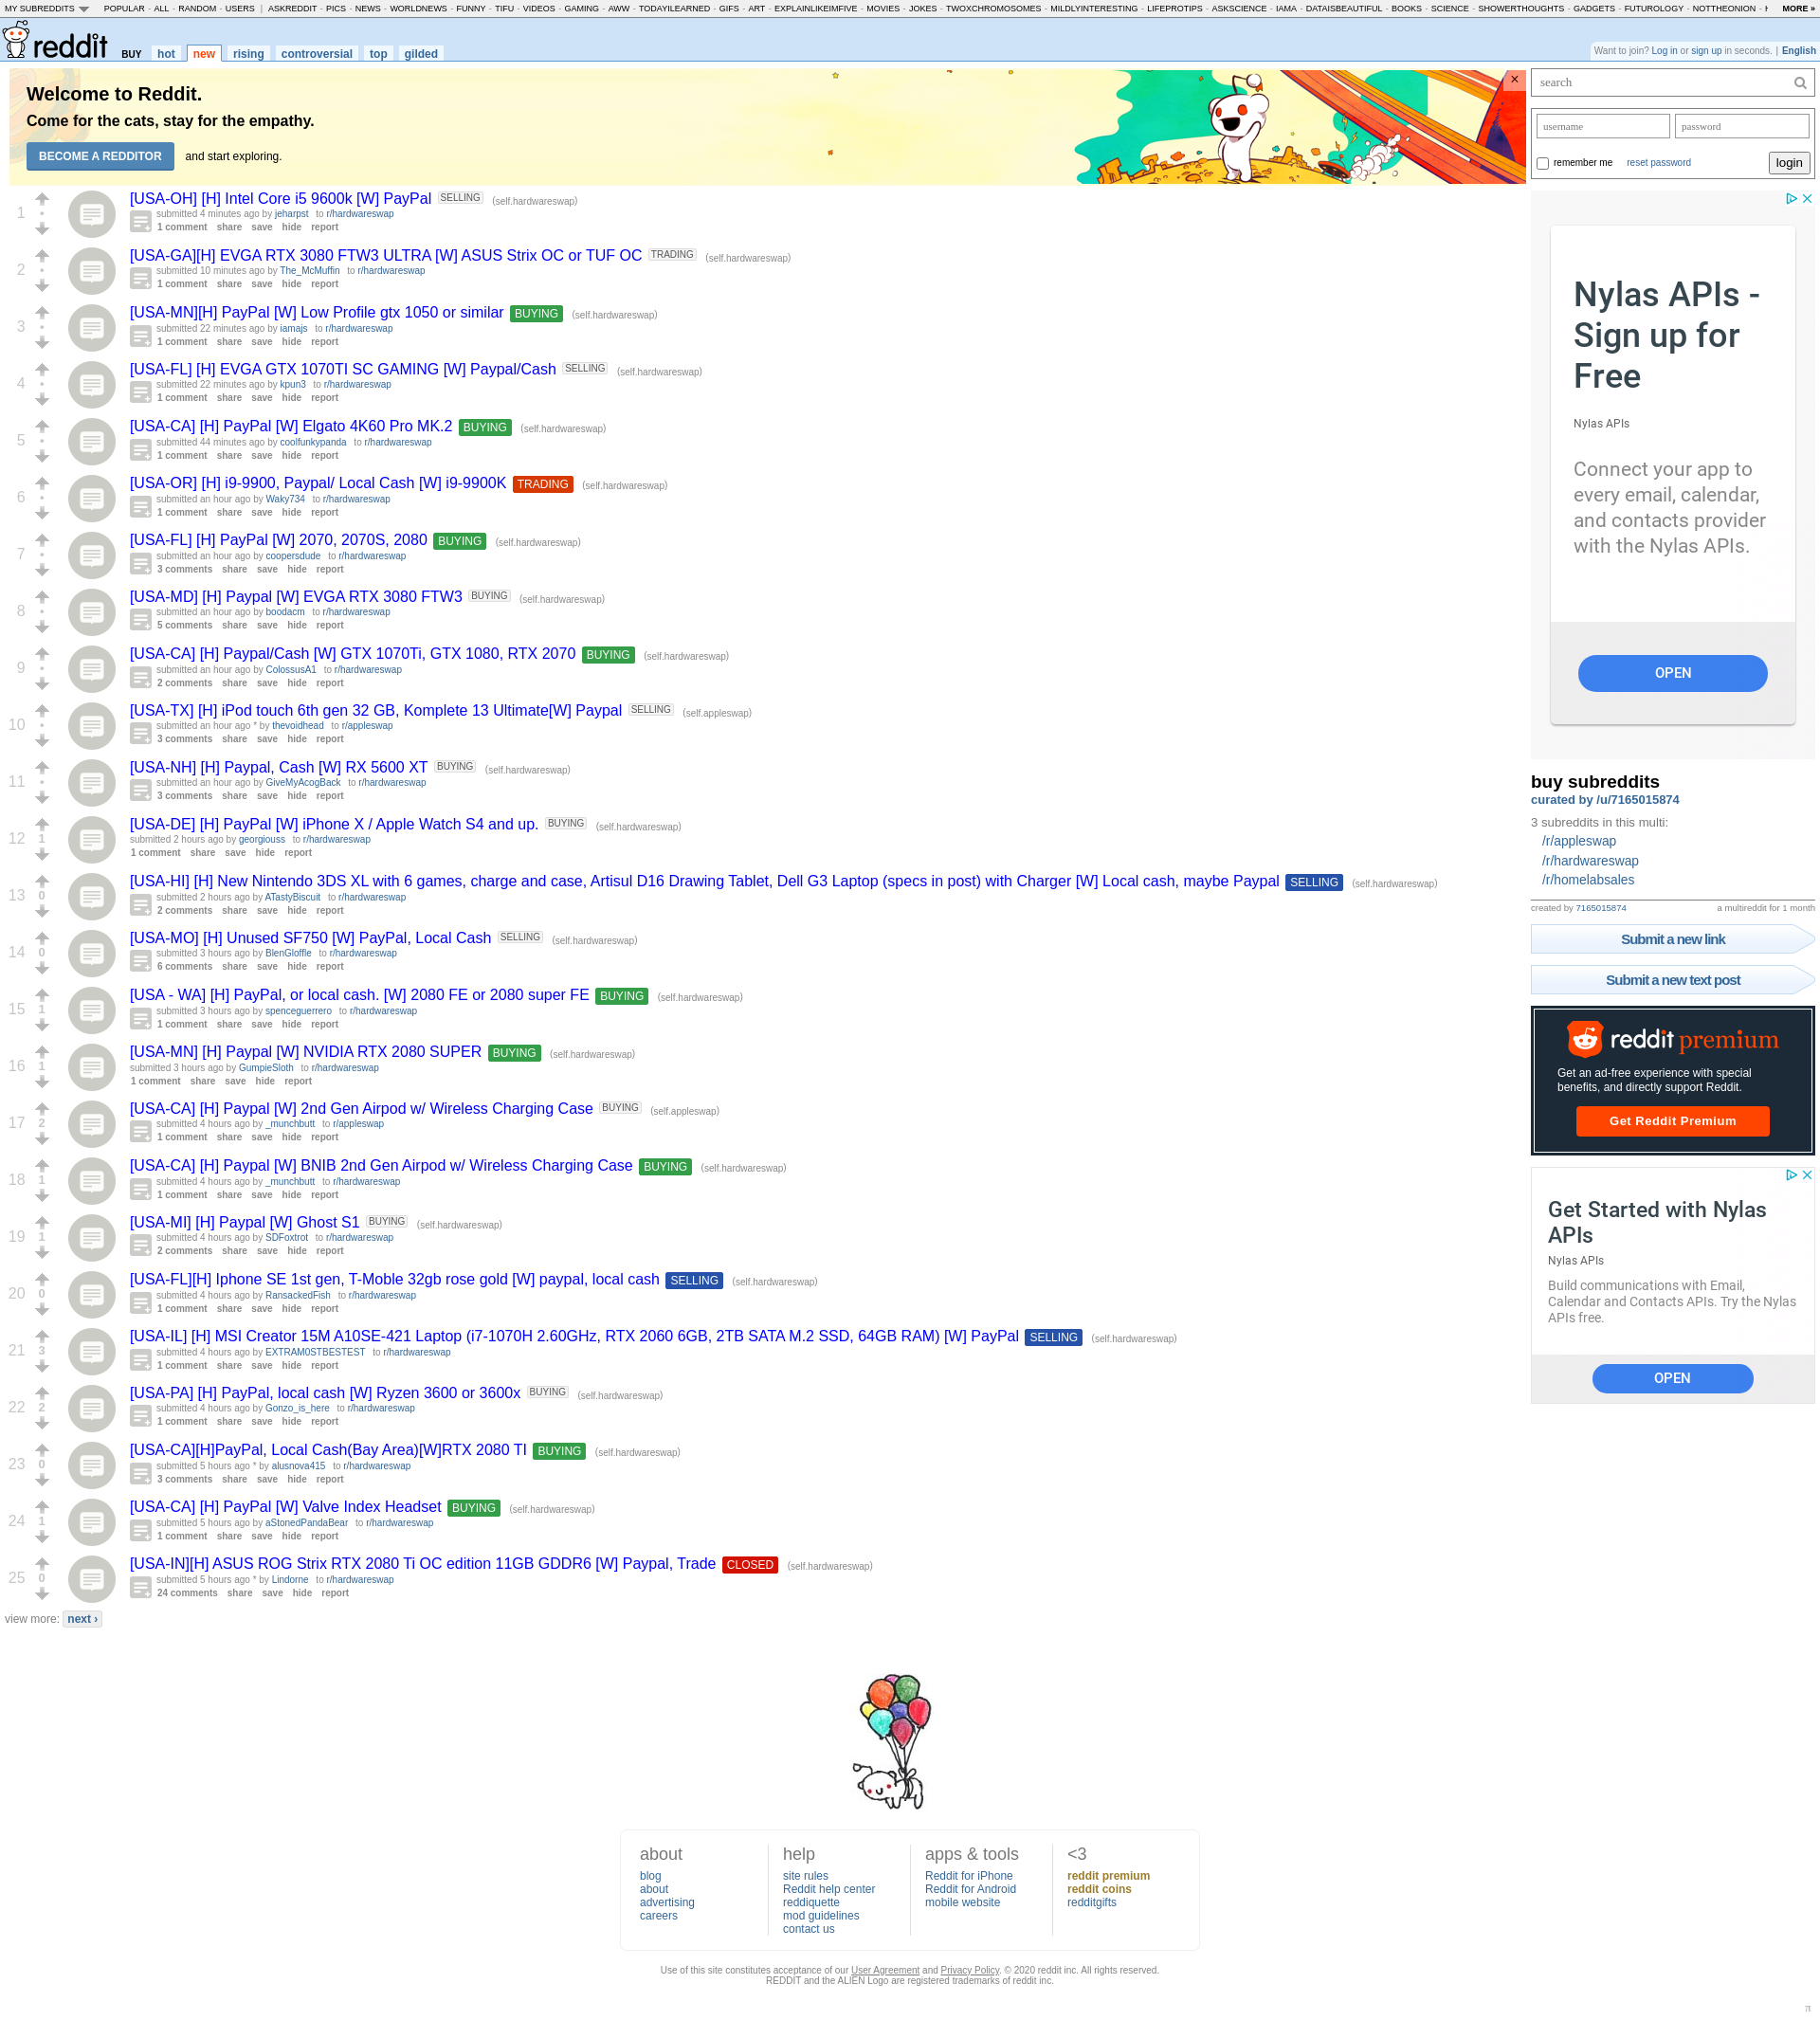 MY SUBREDDITS POPULAR - ALL - RANDOM - USERS | ASKREDDIT - PICS - NEWS - WORLDNEWS - FUNNY - TIFU - VIDEOS - GAMING - AWW - TODAYILEARNED - GIFS - ART - EXPLAINLIKEIMFIVE - MOVIES - JOKES - TWOXCHROMOSOMES - MILDLYINTERESTING - LIFEPROTIPS - ASKSCIENCE - IAMA - DATAISBEAUTIFUL - BOOKS - SCIENCE - SHOWERTHOUGHTS - GADGETS - FUTUROLOGY - NOTTHEONION - MORE »
reddit BUY hot new rising controversial top gilded
Want to join? Log in or sign up in seconds. | English
Welcome to Reddit.
Come for the cats, stay for the empathy.
BECOME A REDDITOR and start exploring.
×
1
[USA-OH] [H] Intel Core i5 9600k [W] PayPal SELLING (self.hardwareswap)
submitted 4 minutes ago by jeharpst to r/hardwareswap
1 comment share save hide report
2
[USA-GA][H] EVGA RTX 3080 FTW3 ULTRA [W] ASUS Strix OC or TUF OC TRADING (self.hardwareswap)
submitted 10 minutes ago by The_McMuffin to r/hardwareswap
1 comment share save hide report
3
[USA-MN][H] PayPal [W] Low Profile gtx 1050 or similar BUYING (self.hardwareswap)
submitted 22 minutes ago by iamajs to r/hardwareswap
1 comment share save hide report
4
[USA-FL] [H] EVGA GTX 1070TI SC GAMING [W] Paypal/Cash SELLING (self.hardwareswap)
submitted 22 minutes ago by kpun3 to r/hardwareswap
1 comment share save hide report
5
[USA-CA] [H] PayPal [W] Elgato 4K60 Pro MK.2 BUYING (self.hardwareswap)
submitted 44 minutes ago by coolfunkypanda to r/hardwareswap
1 comment share save hide report
6
[USA-OR] [H] i9-9900, Paypal/ Local Cash [W] i9-9900K TRADING (self.hardwareswap)
submitted an hour ago by Waky734 to r/hardwareswap
1 comment share save hide report
7
[USA-FL] [H] PayPal [W] 2070, 2070S, 2080 BUYING (self.hardwareswap)
submitted an hour ago by coopersdude to r/hardwareswap
3 comments share save hide report
8
[USA-MD] [H] Paypal [W] EVGA RTX 3080 FTW3 BUYING (self.hardwareswap)
submitted an hour ago by boodacm to r/hardwareswap
5 comments share save hide report
9
[USA-CA] [H] Paypal/Cash [W] GTX 1070Ti, GTX 1080, RTX 2070 BUYING (self.hardwareswap)
submitted an hour ago by ColossusA1 to r/hardwareswap
2 comments share save hide report
10
[USA-TX] [H] iPod touch 6th gen 32 GB, Komplete 13 Ultimate[W] Paypal SELLING (self.appleswap)
submitted an hour ago * by thevoidhead to r/appleswap
3 comments share save hide report
11
[USA-NH] [H] Paypal, Cash [W] RX 5600 XT BUYING (self.hardwareswap)
submitted an hour ago by GiveMyAcogBack to r/hardwareswap
3 comments share save hide report
12 1
[USA-DE] [H] PayPal [W] iPhone X / Apple Watch S4 and up. BUYING (self.hardwareswap)
submitted 2 hours ago by georgiouss to r/hardwareswap
1 comment share save hide report
13 0
[USA-HI] [H] New Nintendo 3DS XL with 6 games, charge and case, Artisul D16 Drawing Tablet, Dell G3 Laptop (specs in post) with Charger [W] Local cash, maybe Paypal SELLING (self.hardwareswap)
submitted 2 hours ago by ATastyBiscuit to r/hardwareswap
2 comments share save hide report
14 0
[USA-MO] [H] Unused SF750 [W] PayPal, Local Cash SELLING (self.hardwareswap)
submitted 3 hours ago by BlenGloffle to r/hardwareswap
6 comments share save hide report
15 1
[USA - WA] [H] PayPal, or local cash. [W] 2080 FE or 2080 super FE BUYING (self.hardwareswap)
submitted 3 hours ago by spenceguerrero to r/hardwareswap
1 comment share save hide report
16 1
[USA-MN] [H] Paypal [W] NVIDIA RTX 2080 SUPER BUYING (self.hardwareswap)
submitted 3 hours ago by GumpieSloth to r/hardwareswap
1 comment share save hide report
17 2
[USA-CA] [H] Paypal [W] 2nd Gen Airpod w/ Wireless Charging Case BUYING (self.appleswap)
submitted 4 hours ago by _munchbutt to r/appleswap
1 comment share save hide report
18 1
[USA-CA] [H] Paypal [W] BNIB 2nd Gen Airpod w/ Wireless Charging Case BUYING (self.hardwareswap)
submitted 4 hours ago by _munchbutt to r/hardwareswap
1 comment share save hide report
19 1
[USA-MI] [H] Paypal [W] Ghost S1 BUYING (self.hardwareswap)
submitted 4 hours ago by SDFoxtrot to r/hardwareswap
2 comments share save hide report
20 0
[USA-FL][H] Iphone SE 1st gen, T-Moble 32gb rose gold [W] paypal, local cash SELLING (self.hardwareswap)
submitted 4 hours ago by RansackedFish to r/hardwareswap
1 comment share save hide report
21 3
[USA-IL] [H] MSI Creator 15M A10SE-421 Laptop (i7-1070H 2.60GHz, RTX 2060 6GB, 2TB SATA M.2 SSD, 64GB RAM) [W] PayPal SELLING (self.hardwareswap)
submitted 4 hours ago by EXTRAM0STBESTEST to r/hardwareswap
1 comment share save hide report
22 2
[USA-PA] [H] PayPal, local cash [W] Ryzen 3600 or 3600x BUYING (self.hardwareswap)
submitted 4 hours ago by Gonzo_is_here to r/hardwareswap
1 comment share save hide report
23 0
[USA-CA][H]PayPal, Local Cash(Bay Area)[W]RTX 2080 TI BUYING (self.hardwareswap)
submitted 5 hours ago * by alusnova415 to r/hardwareswap
3 comments share save hide report
24 1
[USA-CA] [H] PayPal [W] Valve Index Headset BUYING (self.hardwareswap)
submitted 5 hours ago by aStonedPandaBear to r/hardwareswap
1 comment share save hide report
25 0
[USA-IN][H] ASUS ROG Strix RTX 2080 Ti OC edition 11GB GDDR6 [W] Paypal, Trade CLOSED (self.hardwareswap)
submitted 5 hours ago * by Lindorne to r/hardwareswap
24 comments share save hide report
view more: next ›
search
username password
remember me reset password login
Nylas APIs -
Sign up for
Free
Nylas APIs
Connect your app to
every email, calendar,
and contacts provider
with the Nylas APIs.
OPEN
buy subreddits
curated by /u/7165015874
3 subreddits in this multi:
/r/appleswap
/r/hardwareswap
/r/homelabsales
created by 7165015874 a multireddit for 1 month
Submit a new link
Submit a new text post
reddit premium
Get an ad-free experience with special
benefits, and directly support Reddit.
Get Reddit Premium
Get Started with Nylas
APIs
Nylas APIs
Build communications with Email,
Calendar and Contacts APIs. Try the Nylas
APIs free.
OPEN
about
blog
about
advertising
careers
help
site rules
Reddit help center
reddiquette
mod guidelines
contact us
apps & tools
Reddit for iPhone
Reddit for Android
mobile website
<3
reddit premium
reddit coins
redditgifts
Use of this site constitutes acceptance of our User Agreement and Privacy Policy. © 2020 reddit inc. All rights reserved.
REDDIT and the ALIEN Logo are registered trademarks of reddit inc.
π